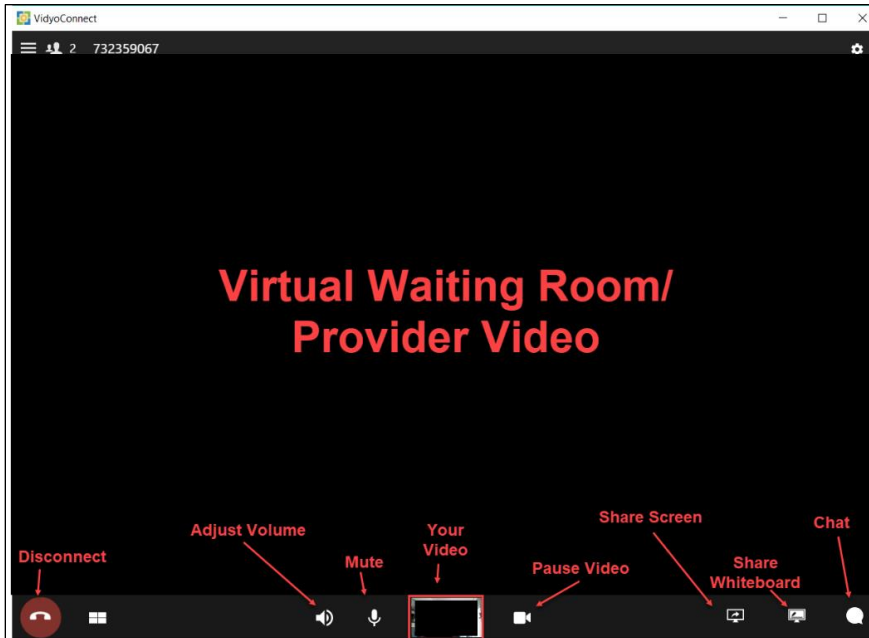 VidyoConnect
2 732359067
Virtual Waiting Room/
Provider Video
Disconnect
Adjust Volume
Mute
Your
Video
Pause Video
Share Screen
Share
Whiteboard
Chat